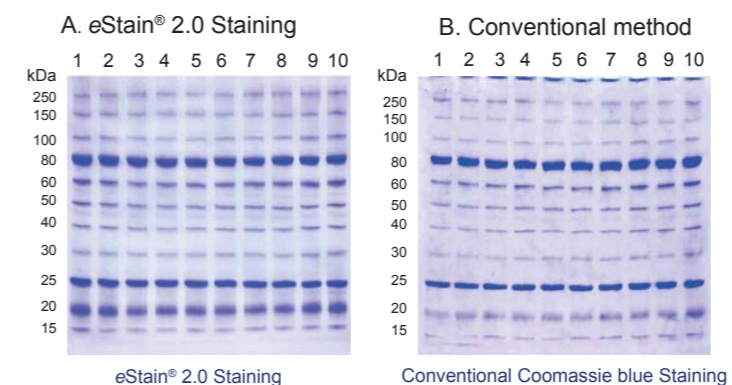 A. eStain® 2.0 Staining
1 2 3 4 5 6 7 8 9 10
kDa
250
150
100
80
60
50
40
30
25
20
15
eStain® 2.0 Staining
B. Conventional method
1 2 3 4 5 6 7 8 9 10
kDa
250
150
100
80
60
50
40
30
25
20
15
Conventional Coomassie blue Staining